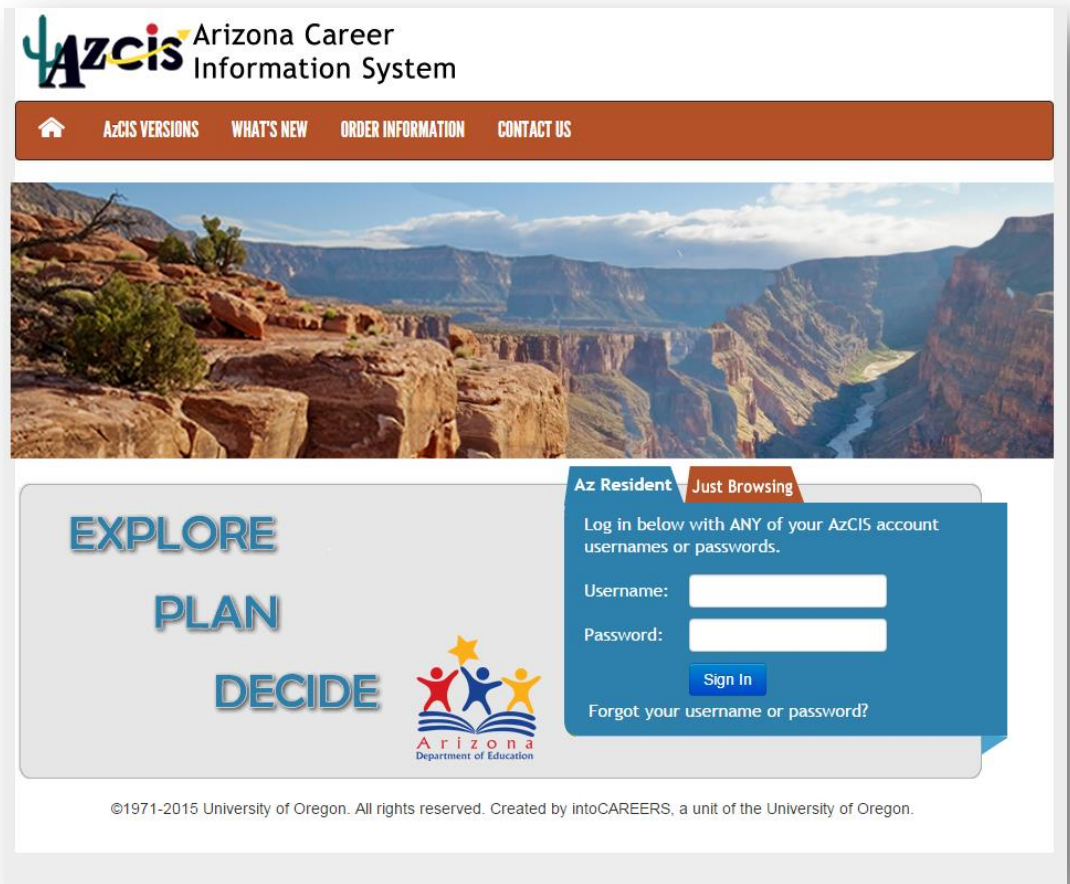 AzCiS Arizona Career
Information System
AzCIS VERSIONS WHAT'S NEW ORDER INFORMATION CONTACT US
Az Resident Just Browsing
EXPLORE
PLAN
DECIDE
Arizona
Department of Education
Log in below with ANY of your AzCIS account
usernames or passwords.
Username:
Password:
Sign In
Forgot your username or password?
©1971-2015 University of Oregon. All rights reserved. Created by intoCAREERS, a unit of the University of Oregon.